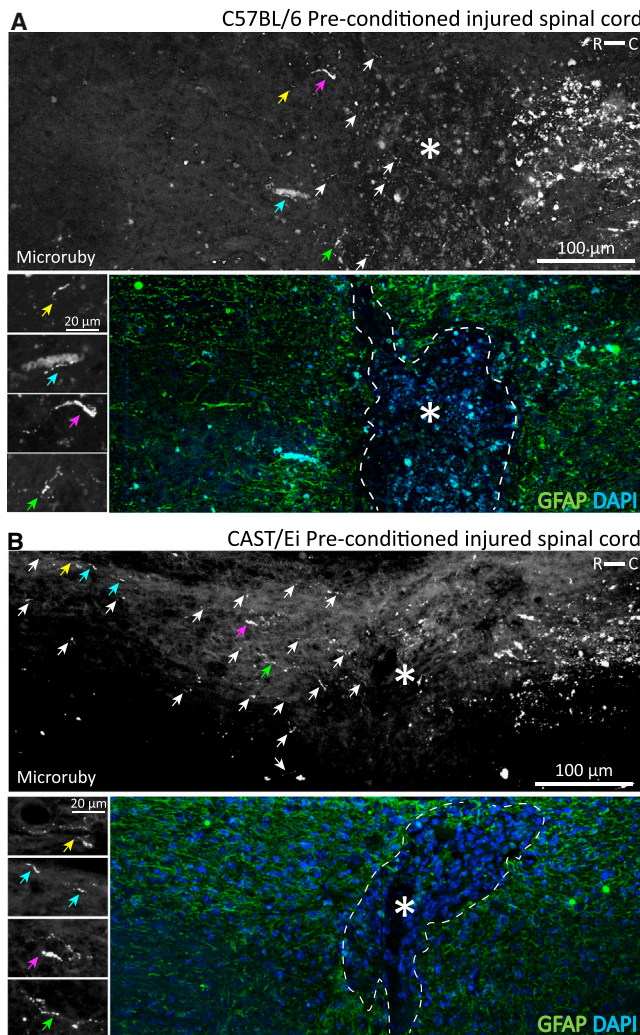 A
C57BL/6 Pre-conditioned injured spinal cord
R C
*
Microruby
100 µm
20 µm
*
GFAP DAPI
B
CAST/Ei Pre-conditioned injured spinal cord
R C
*
Microruby
100 µm
20 µm
*
GFAP DAPI